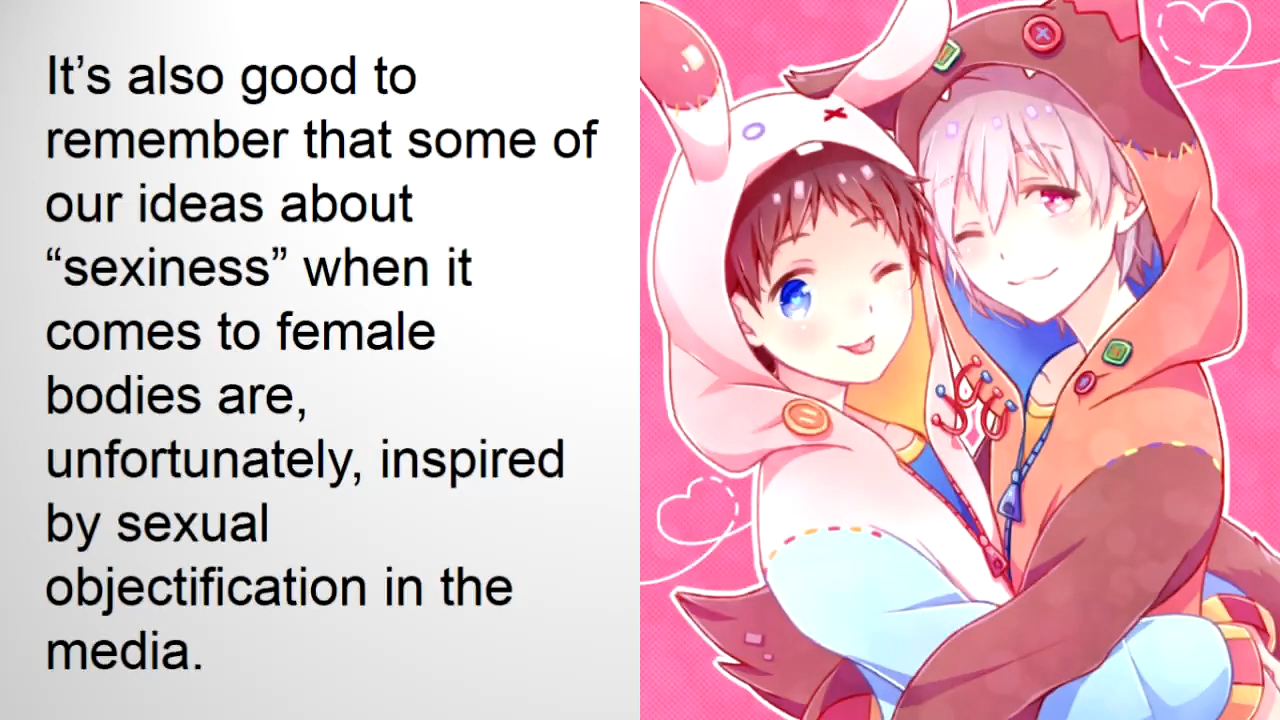 It’s also good to
remember that some of
our ideas about
“sexiness” when it
comes to female
bodies are,
unfortunately, inspired
by sexual
objectification in the
media.